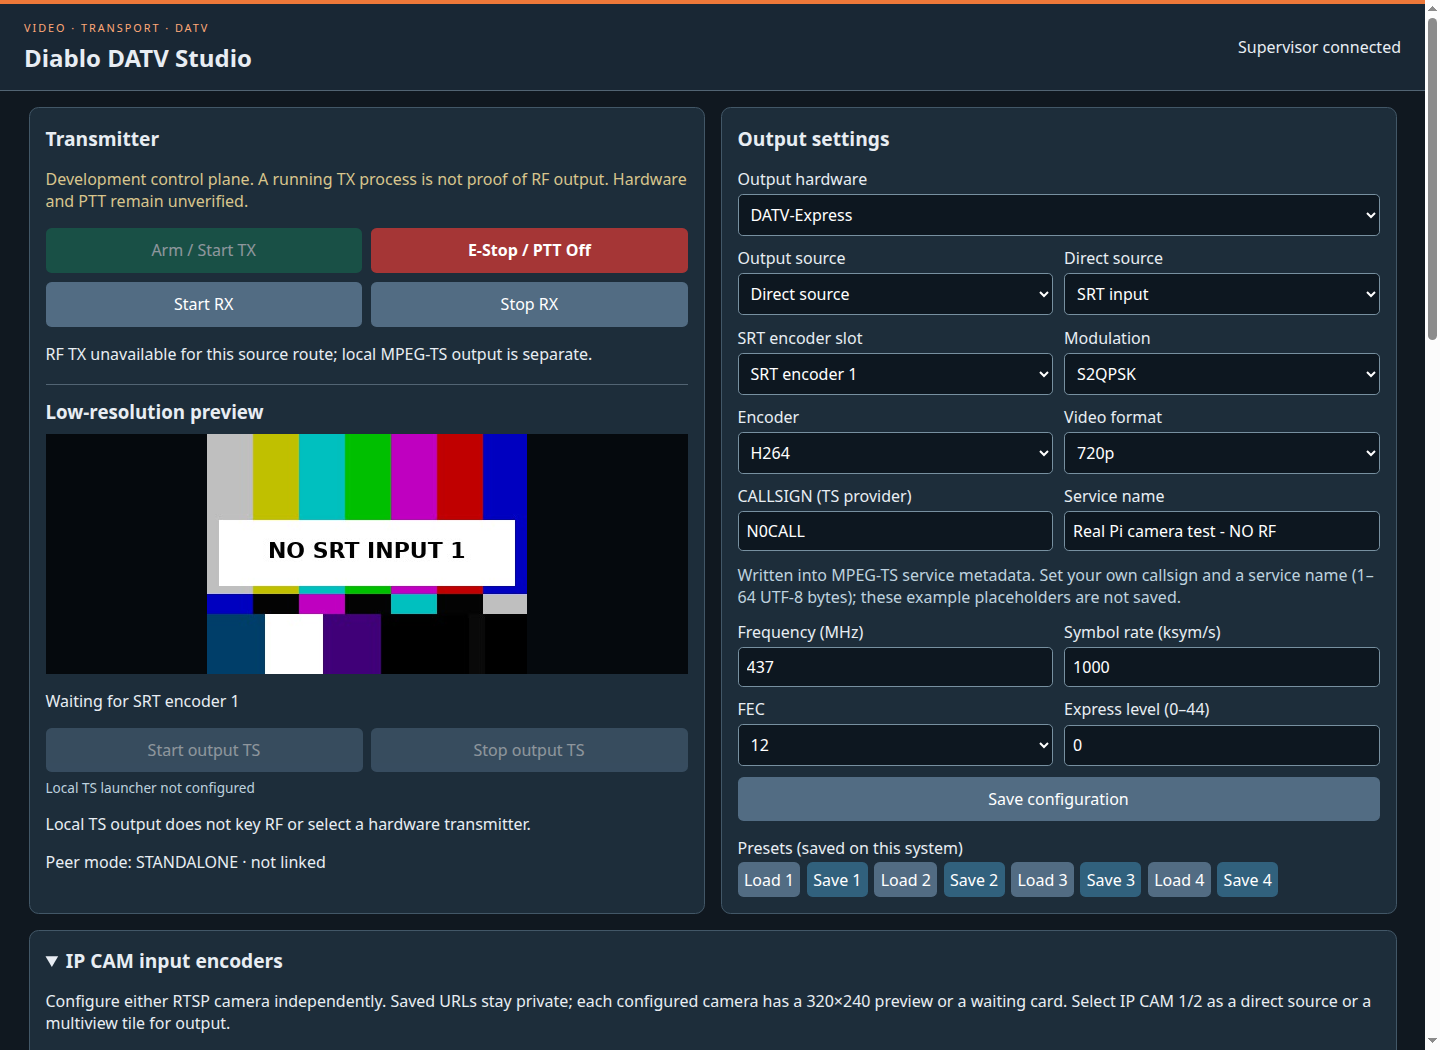 VIDEO · TRANSPORT · DATV
Diablo DATV Studio
Supervisor connected
Transmitter
Development control plane. A running TX process is not proof of RF output. Hardware
and PTT remain unverified.
Arm / Start TX
E-Stop / PTT Off
Start RX
Stop RX
RF TX unavailable for this source route; local MPEG-TS output is separate.
Low-resolution preview
NO SRT INPUT 1
Waiting for SRT encoder 1
Start output TS
Stop output TS
Local TS launcher not configured
Local TS output does not key RF or select a hardware transmitter.
Peer mode: STANDALONE · not linked
Output settings
Output hardware
DATV-Express
Output source
Direct source
Direct source
SRT input
SRT encoder slot
Modulation
SRT encoder 1
S2QPSK
Encoder
Video format
H264
720p
CALLSIGN (TS provider)
Service name
N0CALL
Real Pi camera test - NO RF
Written into MPEG-TS service metadata. Set your own callsign and a service name (1–
64 UTF-8 bytes); these example placeholders are not saved.
Frequency (MHz)
Symbol rate (ksym/s)
437
1000
FEC
Express level (0–44)
12
0
Save configuration
Presets (saved on this system)
Load 1 Save 1 Load 2 Save 2 Load 3 Save 3 Load 4 Save 4
▼ IP CAM input encoders
Configure either RTSP camera independently. Saved URLs stay private; each configured camera has a 320×240 preview or a waiting card. Select IP CAM 1/2 as a direct source or a
multiview tile for output.